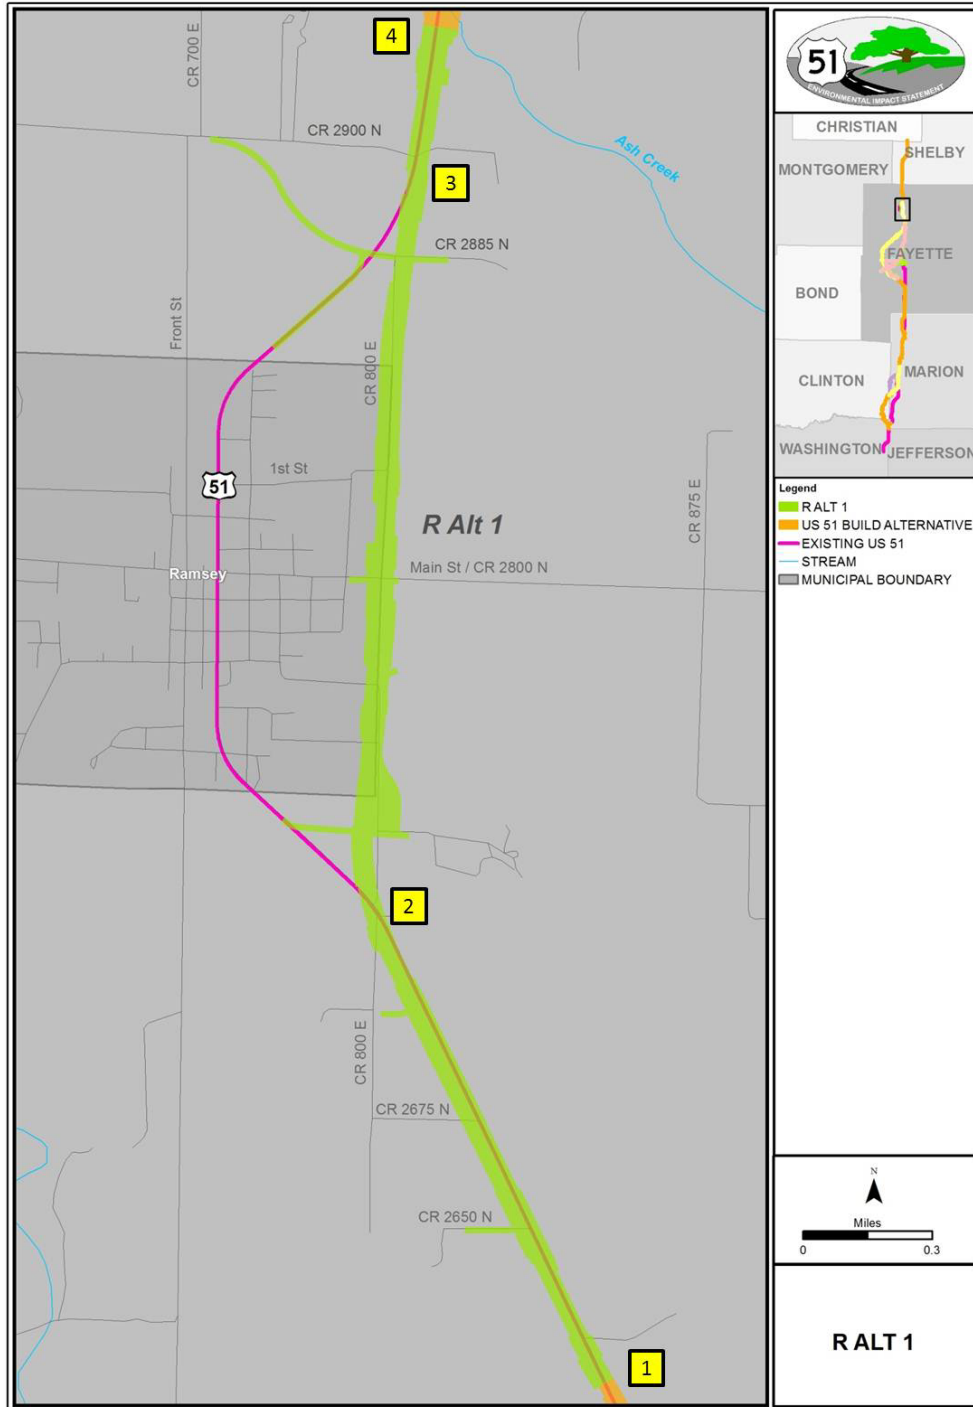 4
CR 700 E
CR 2900 N
Ash Creek
3
CR 2885 N
Front St
CR 800 E
1st St
51
R Alt 1
CR 875 E
Main St / CR 2800 N
Ramsey
2
CR 800 E
CR 2675 N
CR 2650 N
1
51
ENVIRONMENTAL IMPACT STATEMENT
CHRISTIAN
SHELBY
MONTGOMERY
FAYETTE
BOND
MARION
CLINTON
WASHINGTON
JEFFERSON
Legend
R ALT 1
US 51 BUILD ALTERNATIVE
EXISTING US 51
STREAM
MUNICIPAL BOUNDARY
N
Miles
0 0.3
R ALT 1